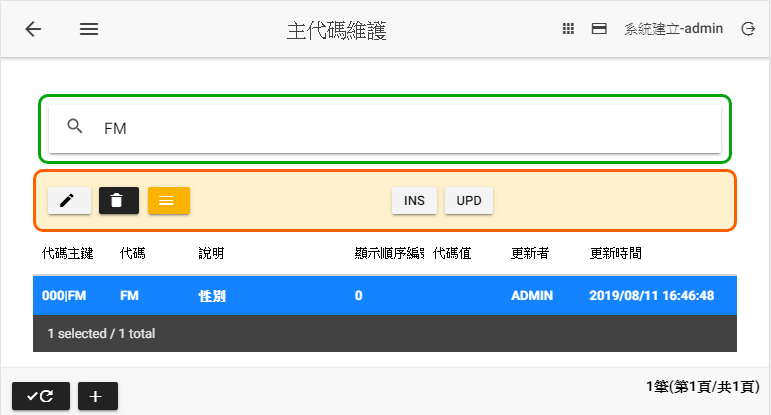 主代碼維護 系統建立-admin
FM
INS UPD
代碼主鍵 代碼 說明 顯示順序編號 代碼值 更新者 更新時間
000|FM FM 性別 0 ADMIN 2019/08/11 16:46:48
1 selected / 1 total
1筆(第1頁/共1頁)